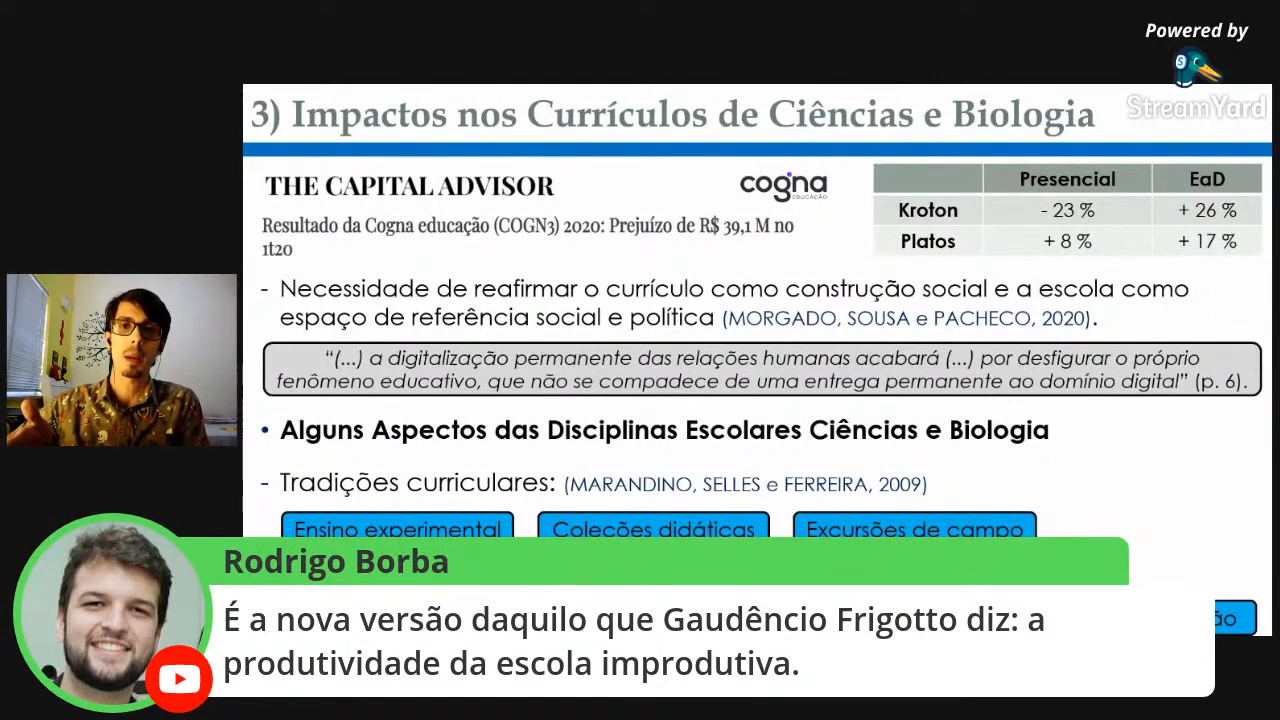 Powered by
StreamYard
3) Impactos nos Currículos de Ciências e Biologia
THE CAPITAL ADVISOR
cogna
EDUCAÇÃO
Resultado da Cogna educação (COGN3) 2020: Prejuízo de R$ 39,1 M no
1t20
Presencial EaD
Kroton - 23 % + 26 %
Platos + 8 % + 17 %
- Necessidade de reafirmar o currículo como construção social e a escola como
espaço de referência social e política (MORGADO, SOUSA e PACHECO, 2020).
“(...) a digitalização permanente das relações humanas acabará (...) por desfigurar o próprio
fenômeno educativo, que não se compadece de uma entrega permanente ao domínio digital” (p. 6).
• Alguns Aspectos das Disciplinas Escolares Ciências e Biologia
- Tradições curriculares: (MARANDINO, SELLES e FERREIRA, 2009)
Ensino experimental Coleções didáticas Excursões de campo
ão
Rodrigo Borba
É a nova versão daquilo que Gaudêncio Frigotto diz: a
produtividade da escola improdutiva.